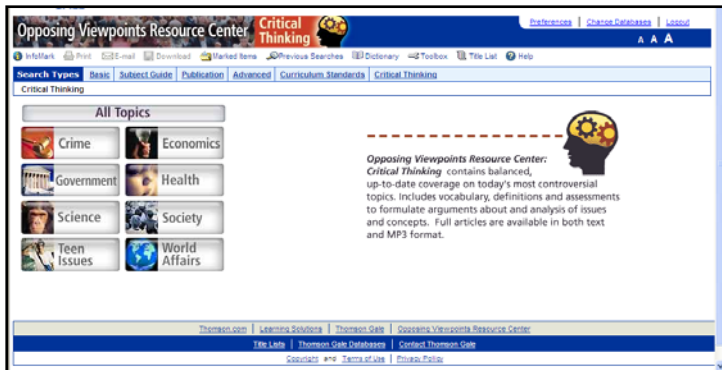 Opposing Viewpoints Resource Center Critical Thinking
Preferences | Change Databases | Logout
A A A
InfoMark Print E-mail Download Marked Items Previous Searches Dictionary Toolbox Title List Help
Search Types Basic Subject Guide Publication Advanced Curriculum Standards Critical Thinking
Critical Thinking
All Topics
Crime Economics
Government Health
Science Society
Teen Issues World Affairs
Opposing Viewpoints Resource Center:
Critical Thinking contains balanced,
up-to-date coverage on today's most controversial
topics. Includes vocabulary, definitions and assessments
to formulate arguments about and analysis of issues
and concepts. Full articles are available in both text
and MP3 format.
Thomson.com | Learning Solutions | Thomson Gale | Opposing Viewpoints Resource Center
Title Lists | Thomson Gale Databases | Contact Thomson Gale
Copyright and Terms of Use | Privacy Policy